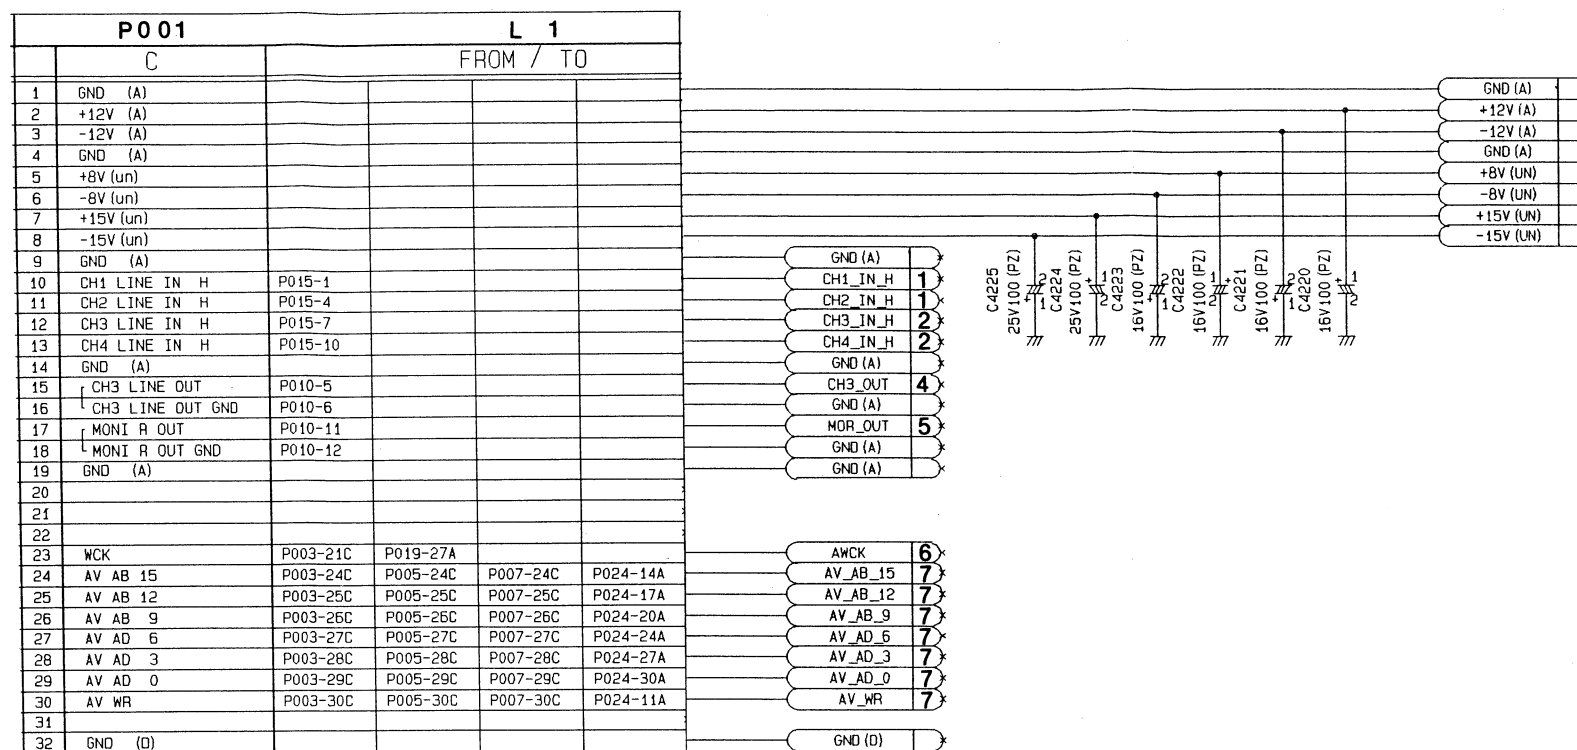 P001 L 1
C FROM / TO
1 GND (A) GND (A)
2 +12V (A) +12V (A)
3 -12V (A) -12V (A)
4 GND (A) GND (A)
5 +8V (un) +8V (UN)
6 -8V (un) -8V (UN)
7 +15V (un) +15V (UN)
8 -15V (un) -15V (UN)
9 GND (A) GND (A)
10 CH1 LINE IN H P015-1 CH1_IN_H 1
11 CH2 LINE IN H P015-4 CH2_IN_H 1
12 CH3 LINE IN H P015-7 CH3_IN_H 2
13 CH4 LINE IN H P015-10 CH4_IN_H 2
14 GND (A) GND (A)
15 CH3 LINE OUT P010-5 CH3_OUT 4
16 CH3 LINE OUT GND P010-6 GND (A)
17 MONI R OUT P010-11 MOR_OUT 5
18 MONI R OUT GND P010-12 GND (A)
19 GND (A) GND (A)
20
21
22
23 WCK P003-21C P019-27A AWCK 6
24 AV AB 15 P003-24C P005-24C P007-24C P024-14A AV_AB_15 7
25 AV AB 12 P003-25C P005-25C P007-25C P024-17A AV_AB_12 7
26 AV AB 9 P003-26C P005-26C P007-26C P024-20A AV_AB_9 7
27 AV AD 6 P003-27C P005-27C P007-27C P024-24A AV_AD_6 7
28 AV AD 3 P003-28C P005-28C P007-28C P024-27A AV_AD_3 7
29 AV AD 0 P003-29C P005-29C P007-29C P024-30A AV_AD_0 7
30 AV WR P003-30C P005-30C P007-30C P024-11A AV_WR 7
31
32 GND (D) GND (D)
C4225
25V100 (PZ)
+ 2 1
C4224
25V100 (PZ)
+ 1 2
C4223
16V100 (PZ)
+ 2 1
C4222
16V100 (PZ)
+ 1 2
C4221
16V100 (PZ)
+ 2 1
C4220
16V100 (PZ)
+ 1 2